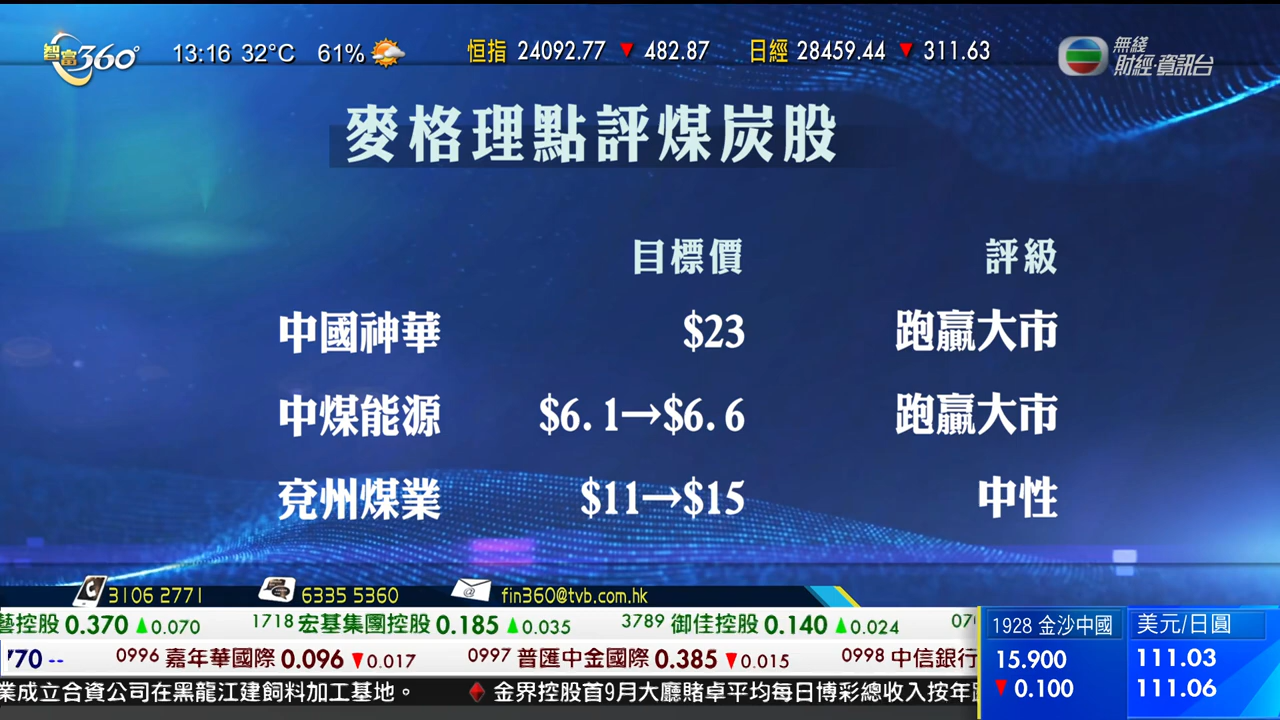 智富360°
13:16 32°C 61%
恒指 24092.77 ▼ 482.87 日經 28459.44 ▼ 311.63
無綫
財經·資訊台
麥格理點評煤炭股
目標價 評級
中國神華 $23 跑贏大市
中煤能源 $6.1→$6.6 跑贏大市
兗州煤業 $11→$15 中性
3106 2771 6335 5360 fin360@tvb.com.hk
藝控股 0.370 ▲0.070 1718 宏基集團控股 0.185 ▲0.035 3789 御佳控股 0.140 ▲0.024 070
770 -- 0996 嘉年華國際 0.096 ▼0.017 0997 普匯中金國際 0.385 ▼0.015 0998 中信銀行
業成立合資公司在黑龍江建飼料加工基地。 金界控股首9月大廳賭卓平均每日博彩總收入按年
1928 金沙中國
15.900
▼ 0.100
美元/日圓
111.03
111.06